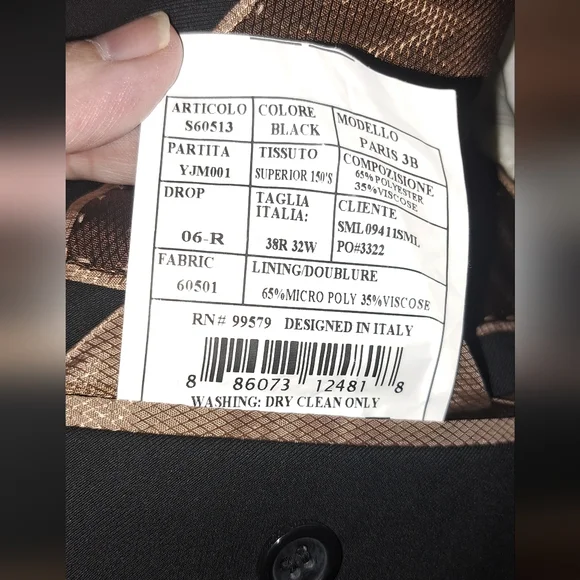 ARTICOLO
S60513
COLORE
BLACK
MODELLO
PARIS 3B
PARTITA
YJM001
TISSUTO
SUPERIOR 150'S
COMPOZISIONE
65% POLYESTER
35%VISCOSE
DROP
06-R
TAGLIA
ITALIA:
38R 32W
CLIENTE
SML09411SML
PO#3322
FABRIC
60501
LINING/DOUBLURE
65%MICRO POLY 35%VISCOSE
RN# 99579 DESIGNED IN ITALY
8 86073 12481 8
WASHING: DRY CLEAN ONLY